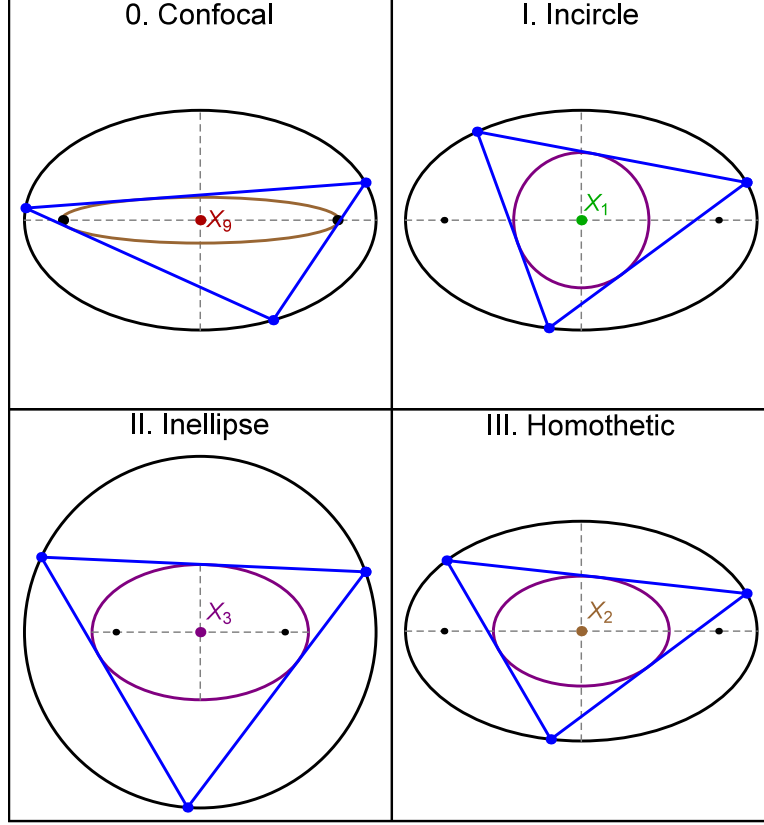 0. Confocal
I. Incircle
X₉
X₁
II. Inellipse
III. Homothetic
X₃
X₂